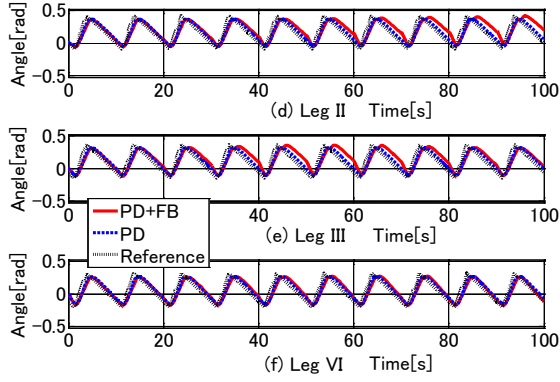 Angle[rad]
0.5
0
-0.5
0 20 40 60 80 100
(d) Leg II Time[s]
Angle[rad]
0.5
0
-0.5
0 20 40 60 80 100
(e) Leg III Time[s]
PD+FB
PD
Reference
Angle[rad]
0.5
0
-0.5
0 20 40 60 80 100
(f) Leg VI Time[s]